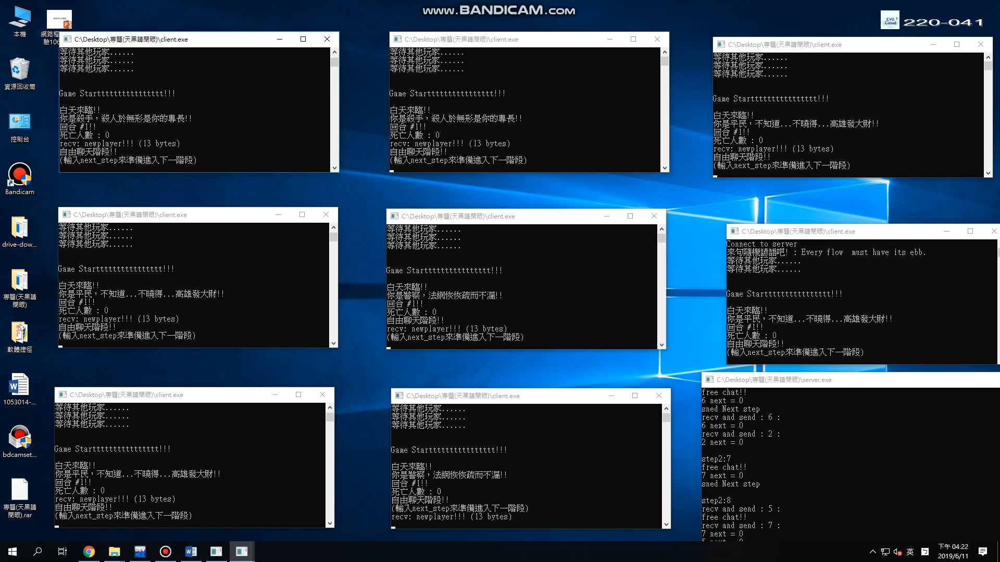 www.BANDICAM.com
EVO Cloud 220-041
本機
網路程
驗106
資源回收筒
控制台
Bandicam
drive-dow...
專題(天黑請閉眼)
軟體捷徑
1053014-...
bdcamset...
專題(天黑請閉眼).rar
C:\Desktop\專題(天黑請閉眼)\client.exe
等待其他玩家......
等待其他玩家......
等待其他玩家......
Game Starttttttttttttttttt!!!
白天來臨!!
你是殺手，殺人於無形是你的專長!!
回合 #1!!
死亡人數 : 0
recv: newplayer!!! (13 bytes)
自由聊天階段!!
(輸入next_step來準備進入下一階段)
C:\Desktop\專題(天黑請閉眼)\client.exe
等待其他玩家......
等待其他玩家......
等待其他玩家......
Game Starttttttttttttttttt!!!
白天來臨!!
你是殺手，殺人於無形是你的專長!!
回合 #1!!
死亡人數 : 0
recv: newplayer!!! (13 bytes)
自由聊天階段!!
(輸入next_step來準備進入下一階段)
C:\Desktop\專題(天黑請閉眼)\client.exe
等待其他玩家......
等待其他玩家......
等待其他玩家......
Game Starttttttttttttttttt!!!
白天來臨!!
你是平民，不知道...不曉得...高雄發大財!!
回合 #1!!
死亡人數 : 0
recv: newplayer!!! (13 bytes)
自由聊天階段!!
(輸入next_step來準備進入下一階段)
C:\Desktop\專題(天黑請閉眼)\client.exe
等待其他玩家......
等待其他玩家......
等待其他玩家......
Game Starttttttttttttttttt!!!
白天來臨!!
你是平民，不知道...不曉得...高雄發大財!!
回合 #1!!
死亡人數 : 0
recv: newplayer!!! (13 bytes)
自由聊天階段!!
(輸入next_step來準備進入下一階段)
C:\Desktop\專題(天黑請閉眼)\client.exe
等待其他玩家......
等待其他玩家......
等待其他玩家......
Game Starttttttttttttttttt!!!
白天來臨!!
你是警察，法網恢恢疏而不漏!!
回合 #1!!
死亡人數 : 0
自由聊天階段!!
recv: newplayer!!! (13 bytes)
(輸入next_step來準備進入下一階段)
C:\Desktop\專題(天黑請閉眼)\client.exe
Connect to server
來句隨機諺語吧! : Every flow  must have its ebb.
等待其他玩家......
等待其他玩家......
Game Starttttttttttttttttt!!!
白天來臨!!
你是平民，不知道...不曉得...高雄發大財!!
回合 #1!!
死亡人數 : 0
自由聊天階段!!
(輸入next_step來準備進入下一階段)
C:\Desktop\專題(天黑請閉眼)\client.exe
等待其他玩家......
等待其他玩家......
等待其他玩家......
Game Starttttttttttttttttt!!!
白天來臨!!
你是平民，不知道...不曉得...高雄發大財!!
回合 #1!!
死亡人數 : 0
recv: newplayer!!! (13 bytes)
自由聊天階段!!
(輸入next_step來準備進入下一階段)
C:\Desktop\專題(天黑請閉眼)\client.exe
等待其他玩家......
等待其他玩家......
等待其他玩家......
Game Starttttttttttttttttt!!!
白天來臨!!
你是警察，法網恢恢疏而不漏!!
回合 #1!!
死亡人數 : 0
自由聊天階段!!
(輸入next_step來準備進入下一階段)
recv: newplayer!!! (13 bytes)
C:\Desktop\專題(天黑請閉眼)\server.exe
free chat!!
6 next = 0
sned Next step
recv and send : 6 :
6 next = 0
recv and send : 2 :
2 next = 0
step2:7
free chat!!
7 next = 0
sned Next step
step2:8
recv and send : 5 :
free chat!!
recv and send : 7 :
7 next = 0
DEV
英
下午 04:22
2019/6/11